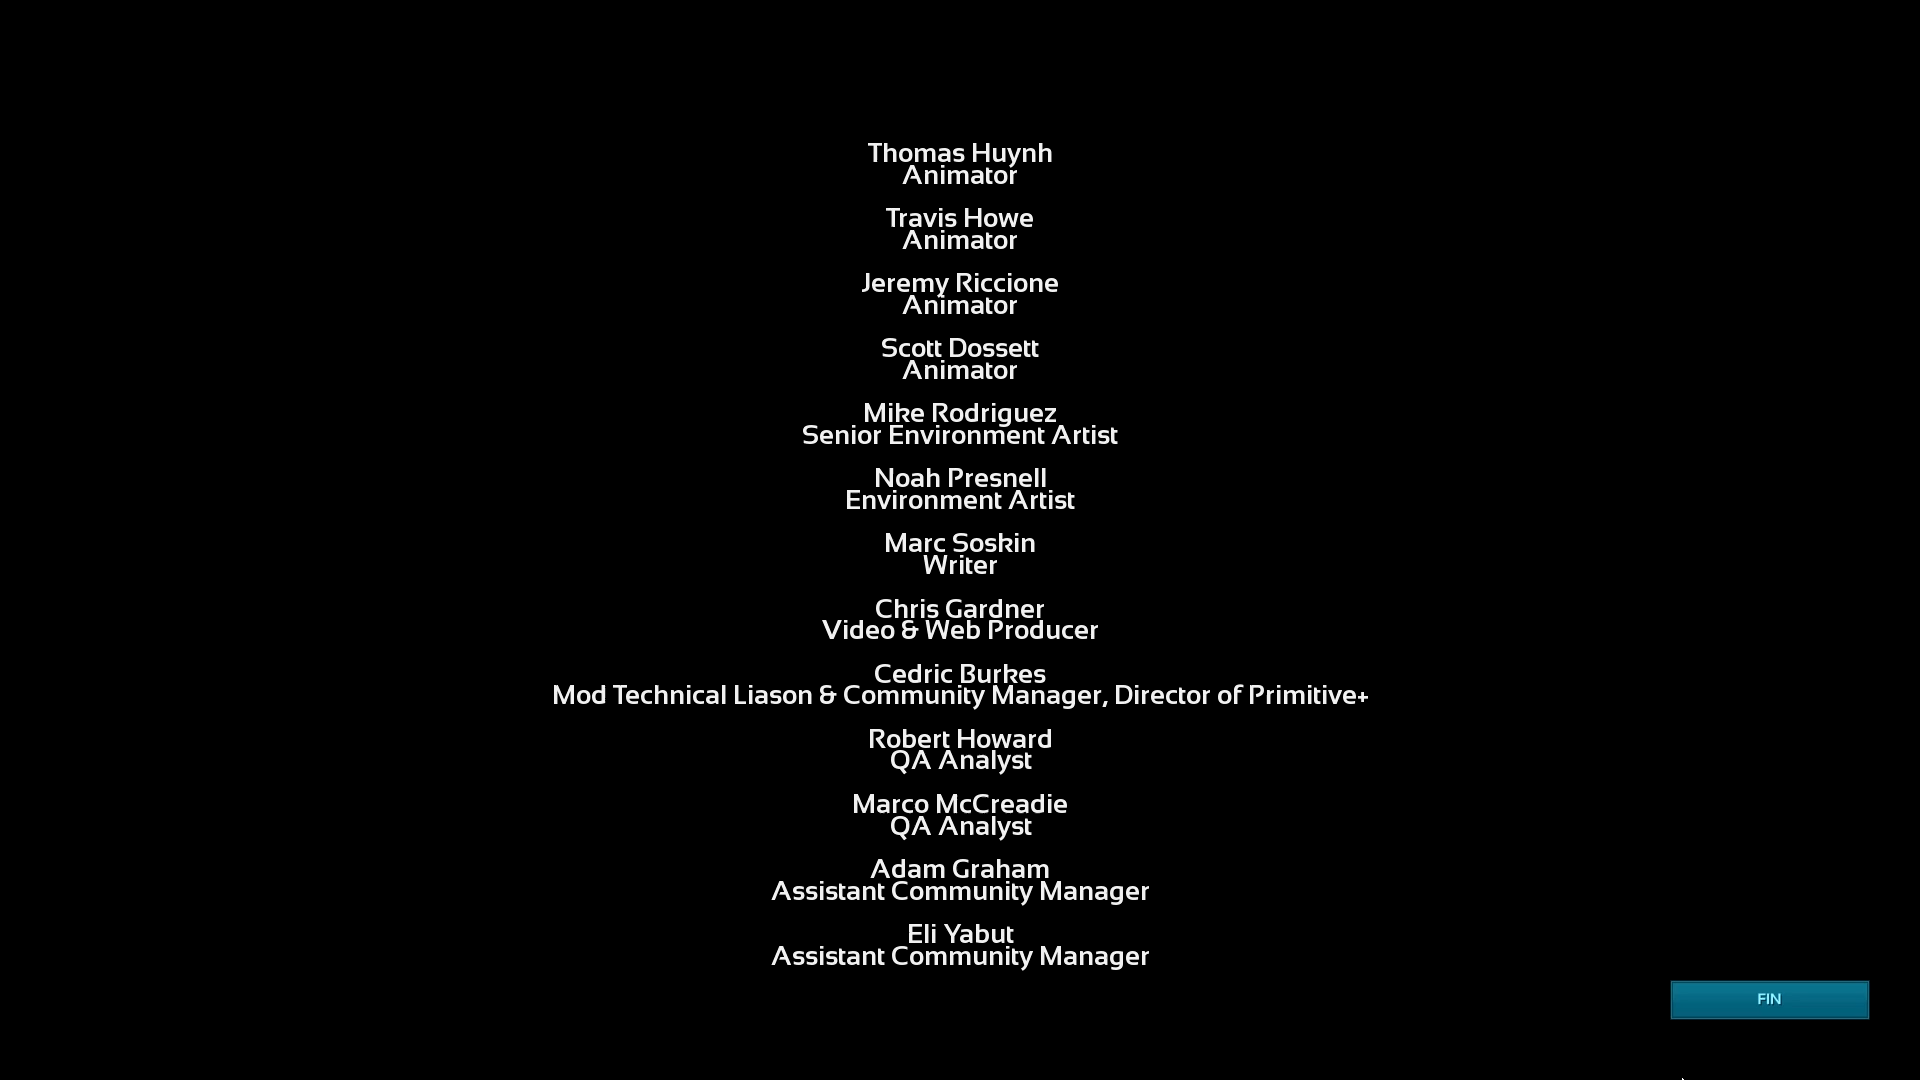 Thomas Huynh
Animator
Travis Howe
Animator
Jeremy Riccione
Animator
Scott Dossett
Animator
Mike Rodriguez
Senior Environment Artist
Noah Presnell
Environment Artist
Marc Soskin
Writer
Chris Gardner
Video & Web Producer
Cedric Burkes
Mod Technical Liason & Community Manager, Director of Primitive+
Robert Howard
QA Analyst
Marco McCreadie
QA Analyst
Adam Graham
Assistant Community Manager
Eli Yabut
Assistant Community Manager
FIN